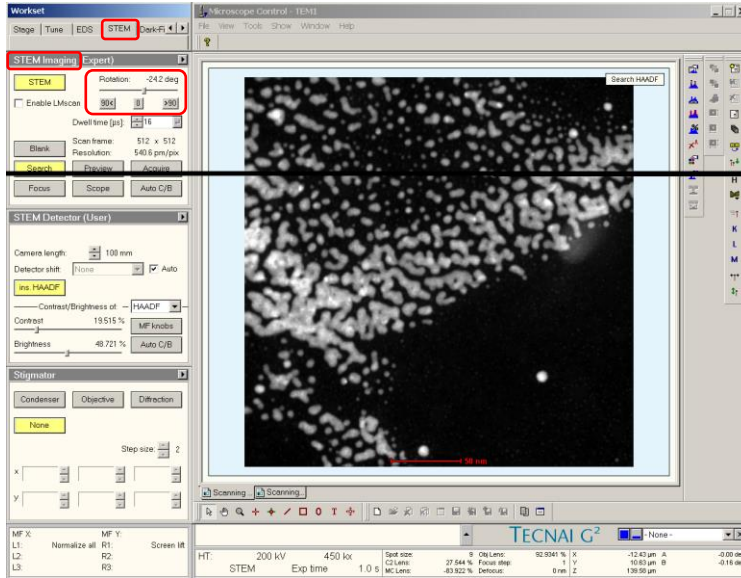 Workset
Stage Tune EDS STEM Dark-Fi
STEM Imaging (Expert)
STEM
Rotation: -24.2 deg
Enable LMscan
90< 0 >90
Dwell time [µs]: 16
Blank
Scan frame: 512 x 512
Resolution: 540.6 pm/pix
Search Preview Acquire
Focus Scope Auto C/B
STEM Detector (User)
Camera length: 100 mm
Detector shift None Auto
ins. HAADF
Contrast/Brightness of HAADF
Contrast 19.515 % MF knobs
Brightness 48.721 % Auto C/B
Stigmator
Condenser Objective Diffraction
None
Step size: 2
x
y
MF X: MF Y:
L1: Normalize all R1: Screen lift
L2: R2:
L3: R3:
Microscope Control - TEM1
File View Tools Show Window Help
Search HAADF
50 nm
Scanning... Scanning...
H
K
L
M
TECNAI G²
- None -
HT: 200 kV 450 kx
STEM Exp time 1.0 s
Spot size: 9 Obj Lens: 92.9341 % X -12.43 µm A -0.00 de
C2 Lens: 27.544 % Focus step: 1 Y 10.83 µm B -0.16 de
MC Lens: -83.922 % Defocus: 0 nm Z 139.58 µm